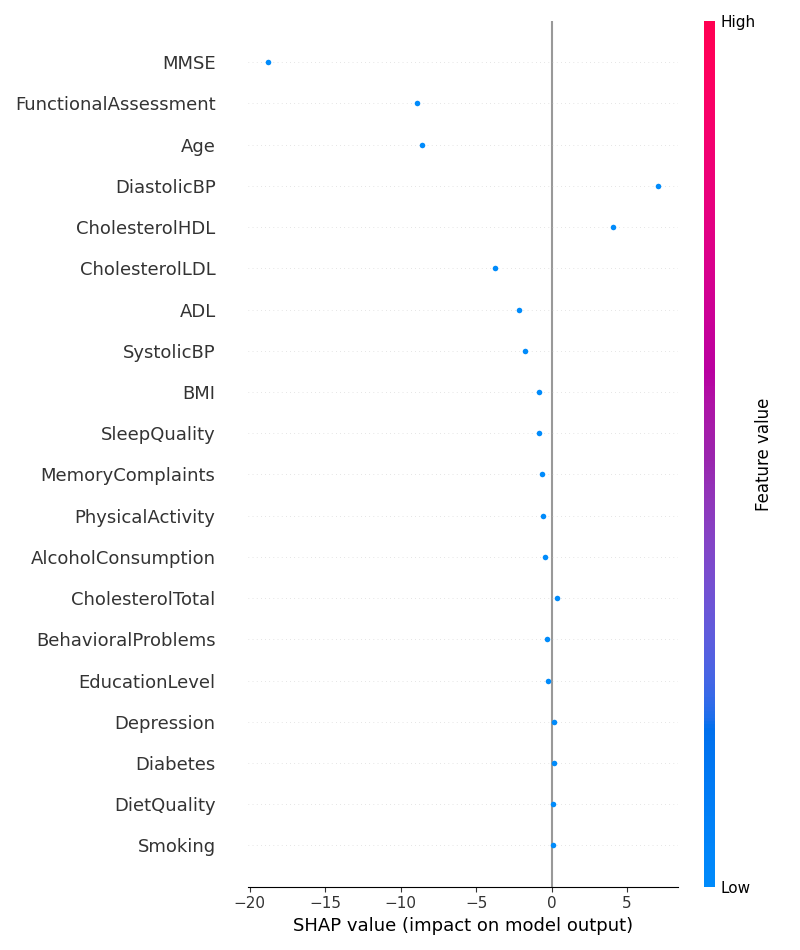 High
MMSE
FunctionalAssessment
Age
DiastolicBP
CholesterolHDL
CholesterolLDL
ADL
SystolicBP
BMI
SleepQuality
MemoryComplaints
PhysicalActivity
AlcoholConsumption
CholesterolTotal
BehavioralProblems
EducationLevel
Depression
Diabetes
DietQuality
Smoking
Feature value
Low
−20 −15 −10 −5 0 5
SHAP value (impact on model output)